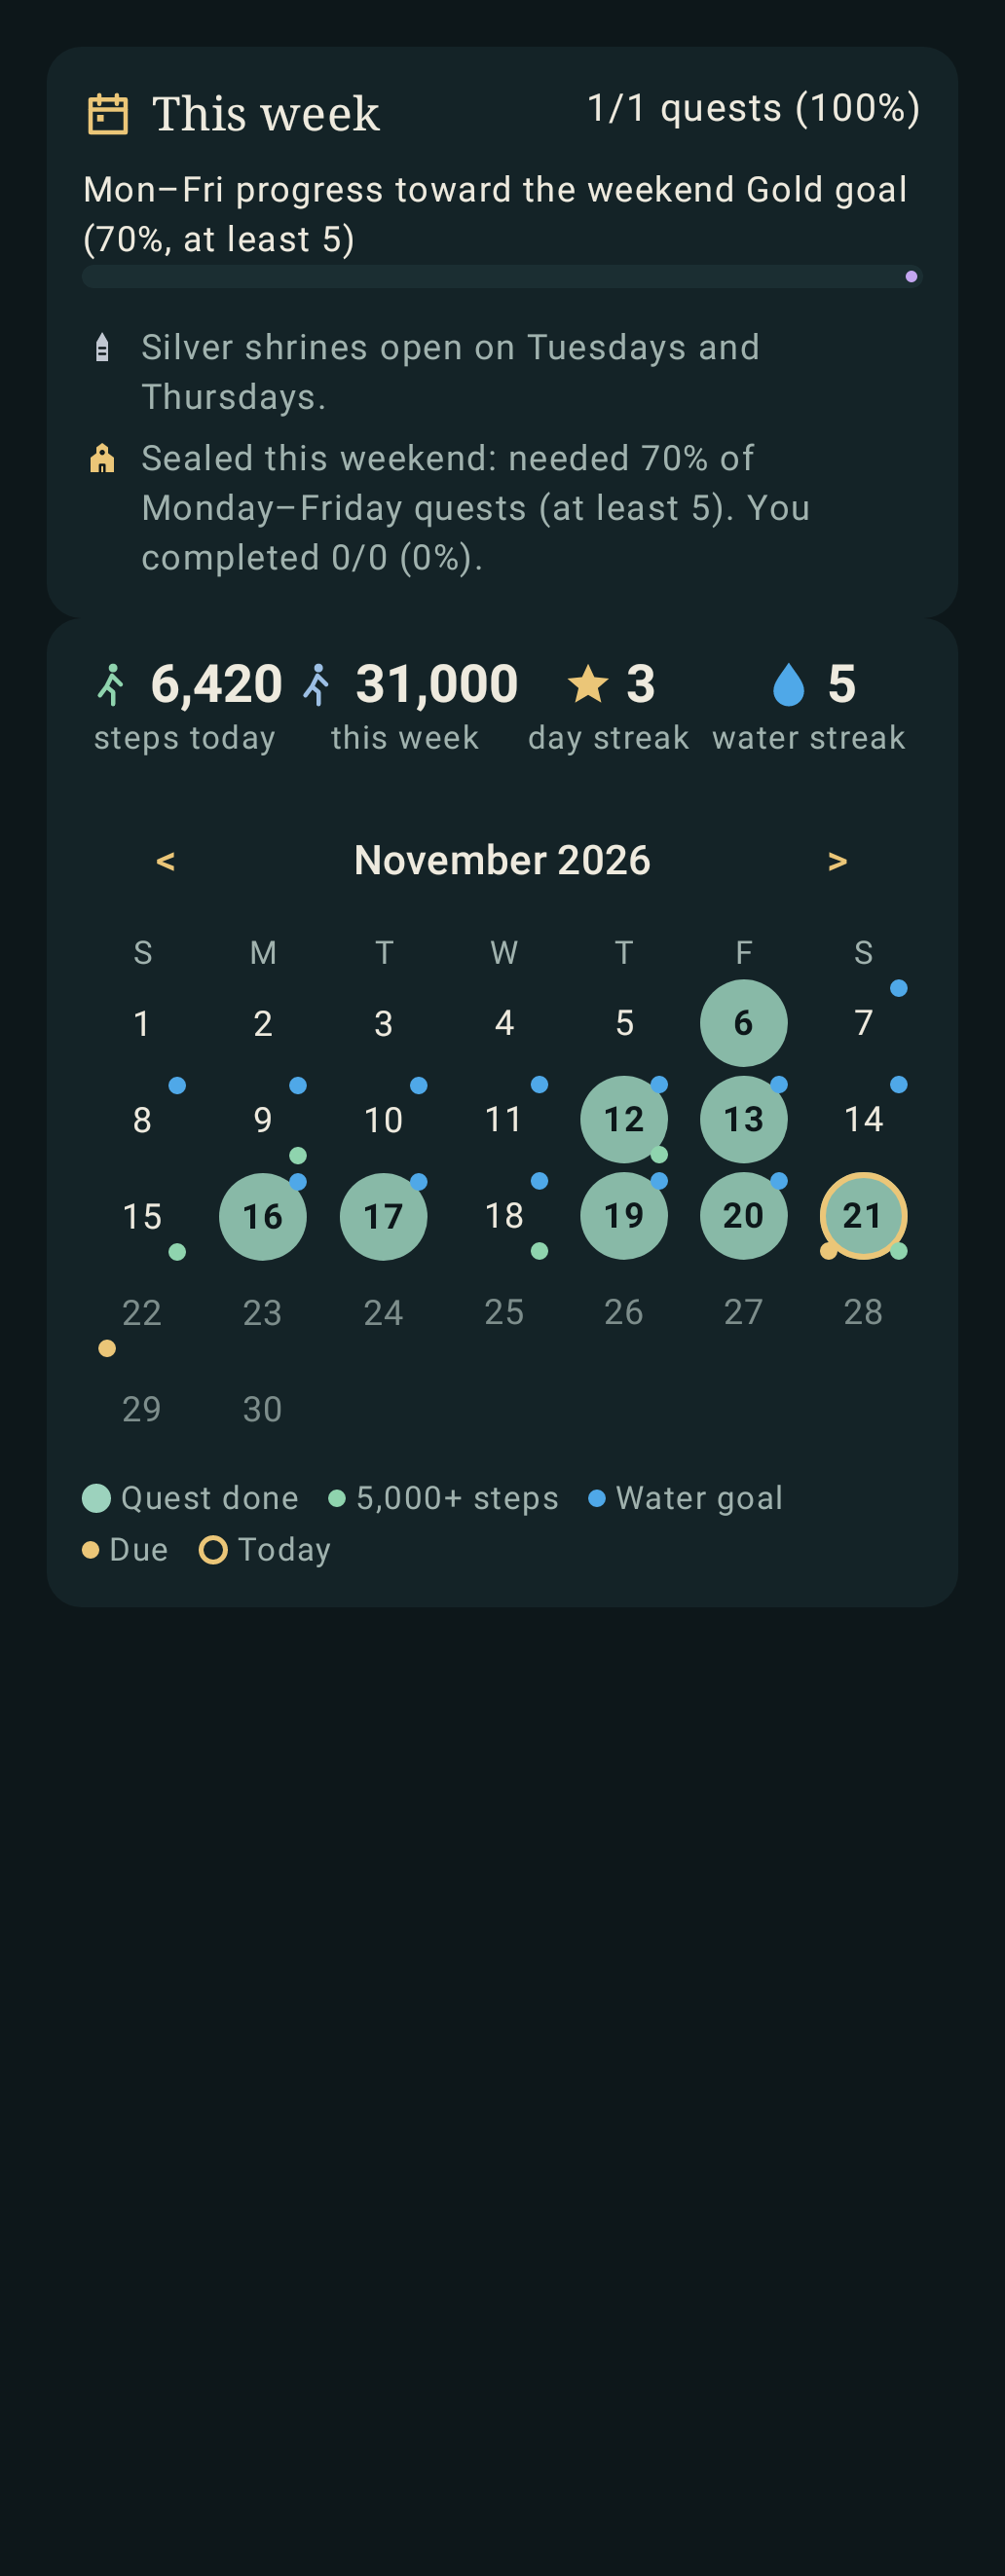 This week
1/1 quests (100%)
Mon–Fri progress toward the weekend Gold goal
(70%, at least 5)
Silver shrines open on Tuesdays and
Thursdays.
Sealed this weekend: needed 70% of
Monday–Friday quests (at least 5). You
completed 0/0 (0%).
6,420 31,000 3 5
steps today this week day streak water streak
< November 2026 >
S M T W T F S
1 2 3 4 5 6 7
8 9 10 11 12 13 14
15 16 17 18 19 20 21
22 23 24 25 26 27 28
29 30
Quest done 5,000+ steps Water goal
Due Today